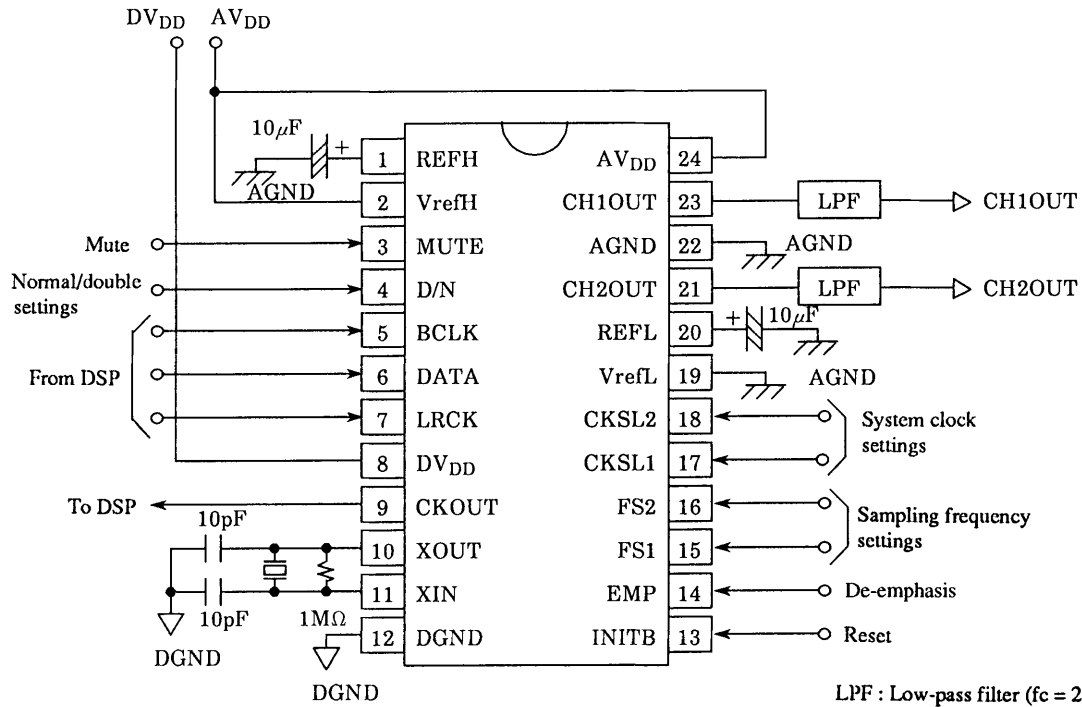 DVDD AVDD
10μF
+
AGND
1 REFH
2 VrefH
Mute
3 MUTE
Normal/double
settings
4 D/N
From DSP
5 BCLK
6 DATA
7 LRCK
8 DVDD
To DSP
9 CKOUT
10pF
10 XOUT
11 XIN
10pF
1MΩ
DGND
12 DGND
DGND
AVDD 24
CH1OUT 23
LPF
CH1OUT
AGND 22
AGND
CH2OUT 21
LPF
CH2OUT
REFL 20
+
10μF
VrefL 19
AGND
CKSL2 18
CKSL1 17
System clock
settings
FS2 16
FS1 15
Sampling frequency
settings
EMP 14
De-emphasis
INITB 13
Reset
LPF : Low-pass filter (fc = 2